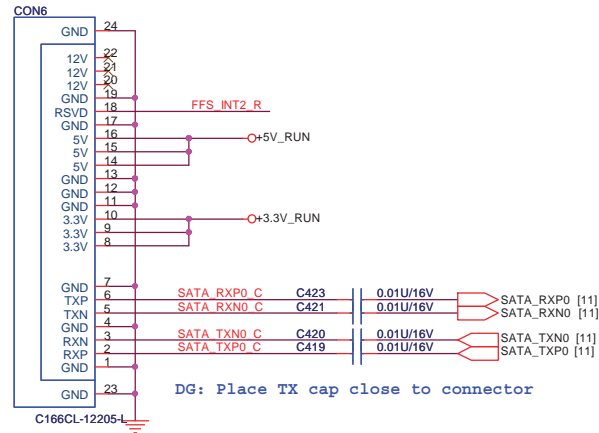 CON6
GND 24
12V 22
12V 21
12V 20
GND 19
RSVD 18 FFS_INT2_R
GND 17
5V 16 +5V_RUN
5V 15
5V 14
GND 13
GND 12
GND 11
3.3V 10 +3.3V_RUN
3.3V 9
3.3V 8
GND 7
TXP 6 SATA_RXP0_C C423 0.01U/16V SATA_RXP0 [11]
TXN 5 SATA_RXN0_C C421 0.01U/16V SATA_RXN0 [11]
GND 4
RXN 3 SATA_TXN0_C C420 0.01U/16V SATA_TXN0 [11]
RXP 2 SATA_TXP0_C C419 0.01U/16V SATA_TXP0 [11]
GND 1
GND 23
DG: Place TX cap close to connector
C166CL-12205-L